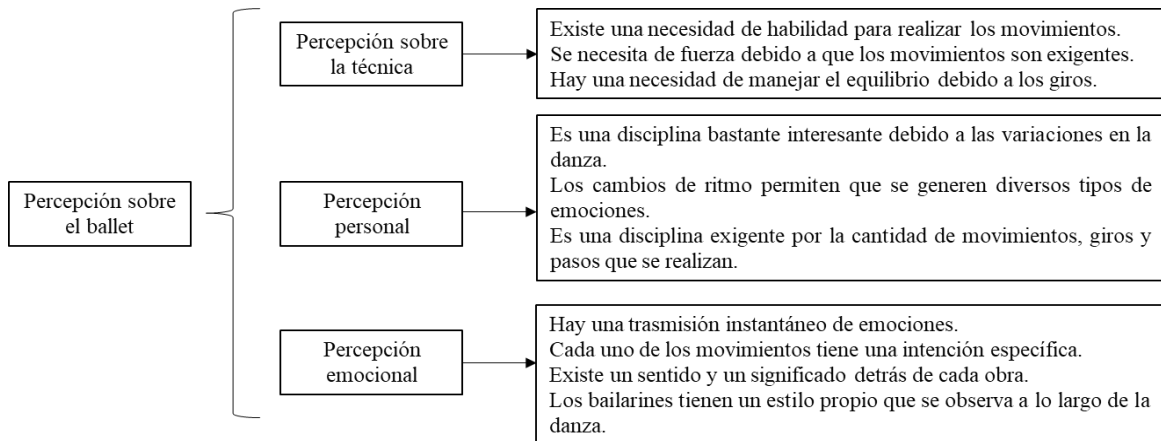 Percepción sobre
el ballet
Percepción sobre
la técnica
Existe una necesidad de habilidad para realizar los movimientos.
Se necesita de fuerza debido a que los movimientos son exigentes.
Hay una necesidad de manejar el equilibrio debido a los giros.
Percepción
personal
Es una disciplina bastante interesante debido a las variaciones en la
danza.
Los cambios de ritmo permiten que se generen diversos tipos de
emociones.
Es una disciplina exigente por la cantidad de movimientos, giros y
pasos que se realizan.
Percepción
emocional
Hay una trasmisión instantáneo de emociones.
Cada uno de los movimientos tiene una intención específica.
Existe un sentido y un significado detrás de cada obra.
Los bailarines tienen un estilo propio que se observa a lo largo de la
danza.